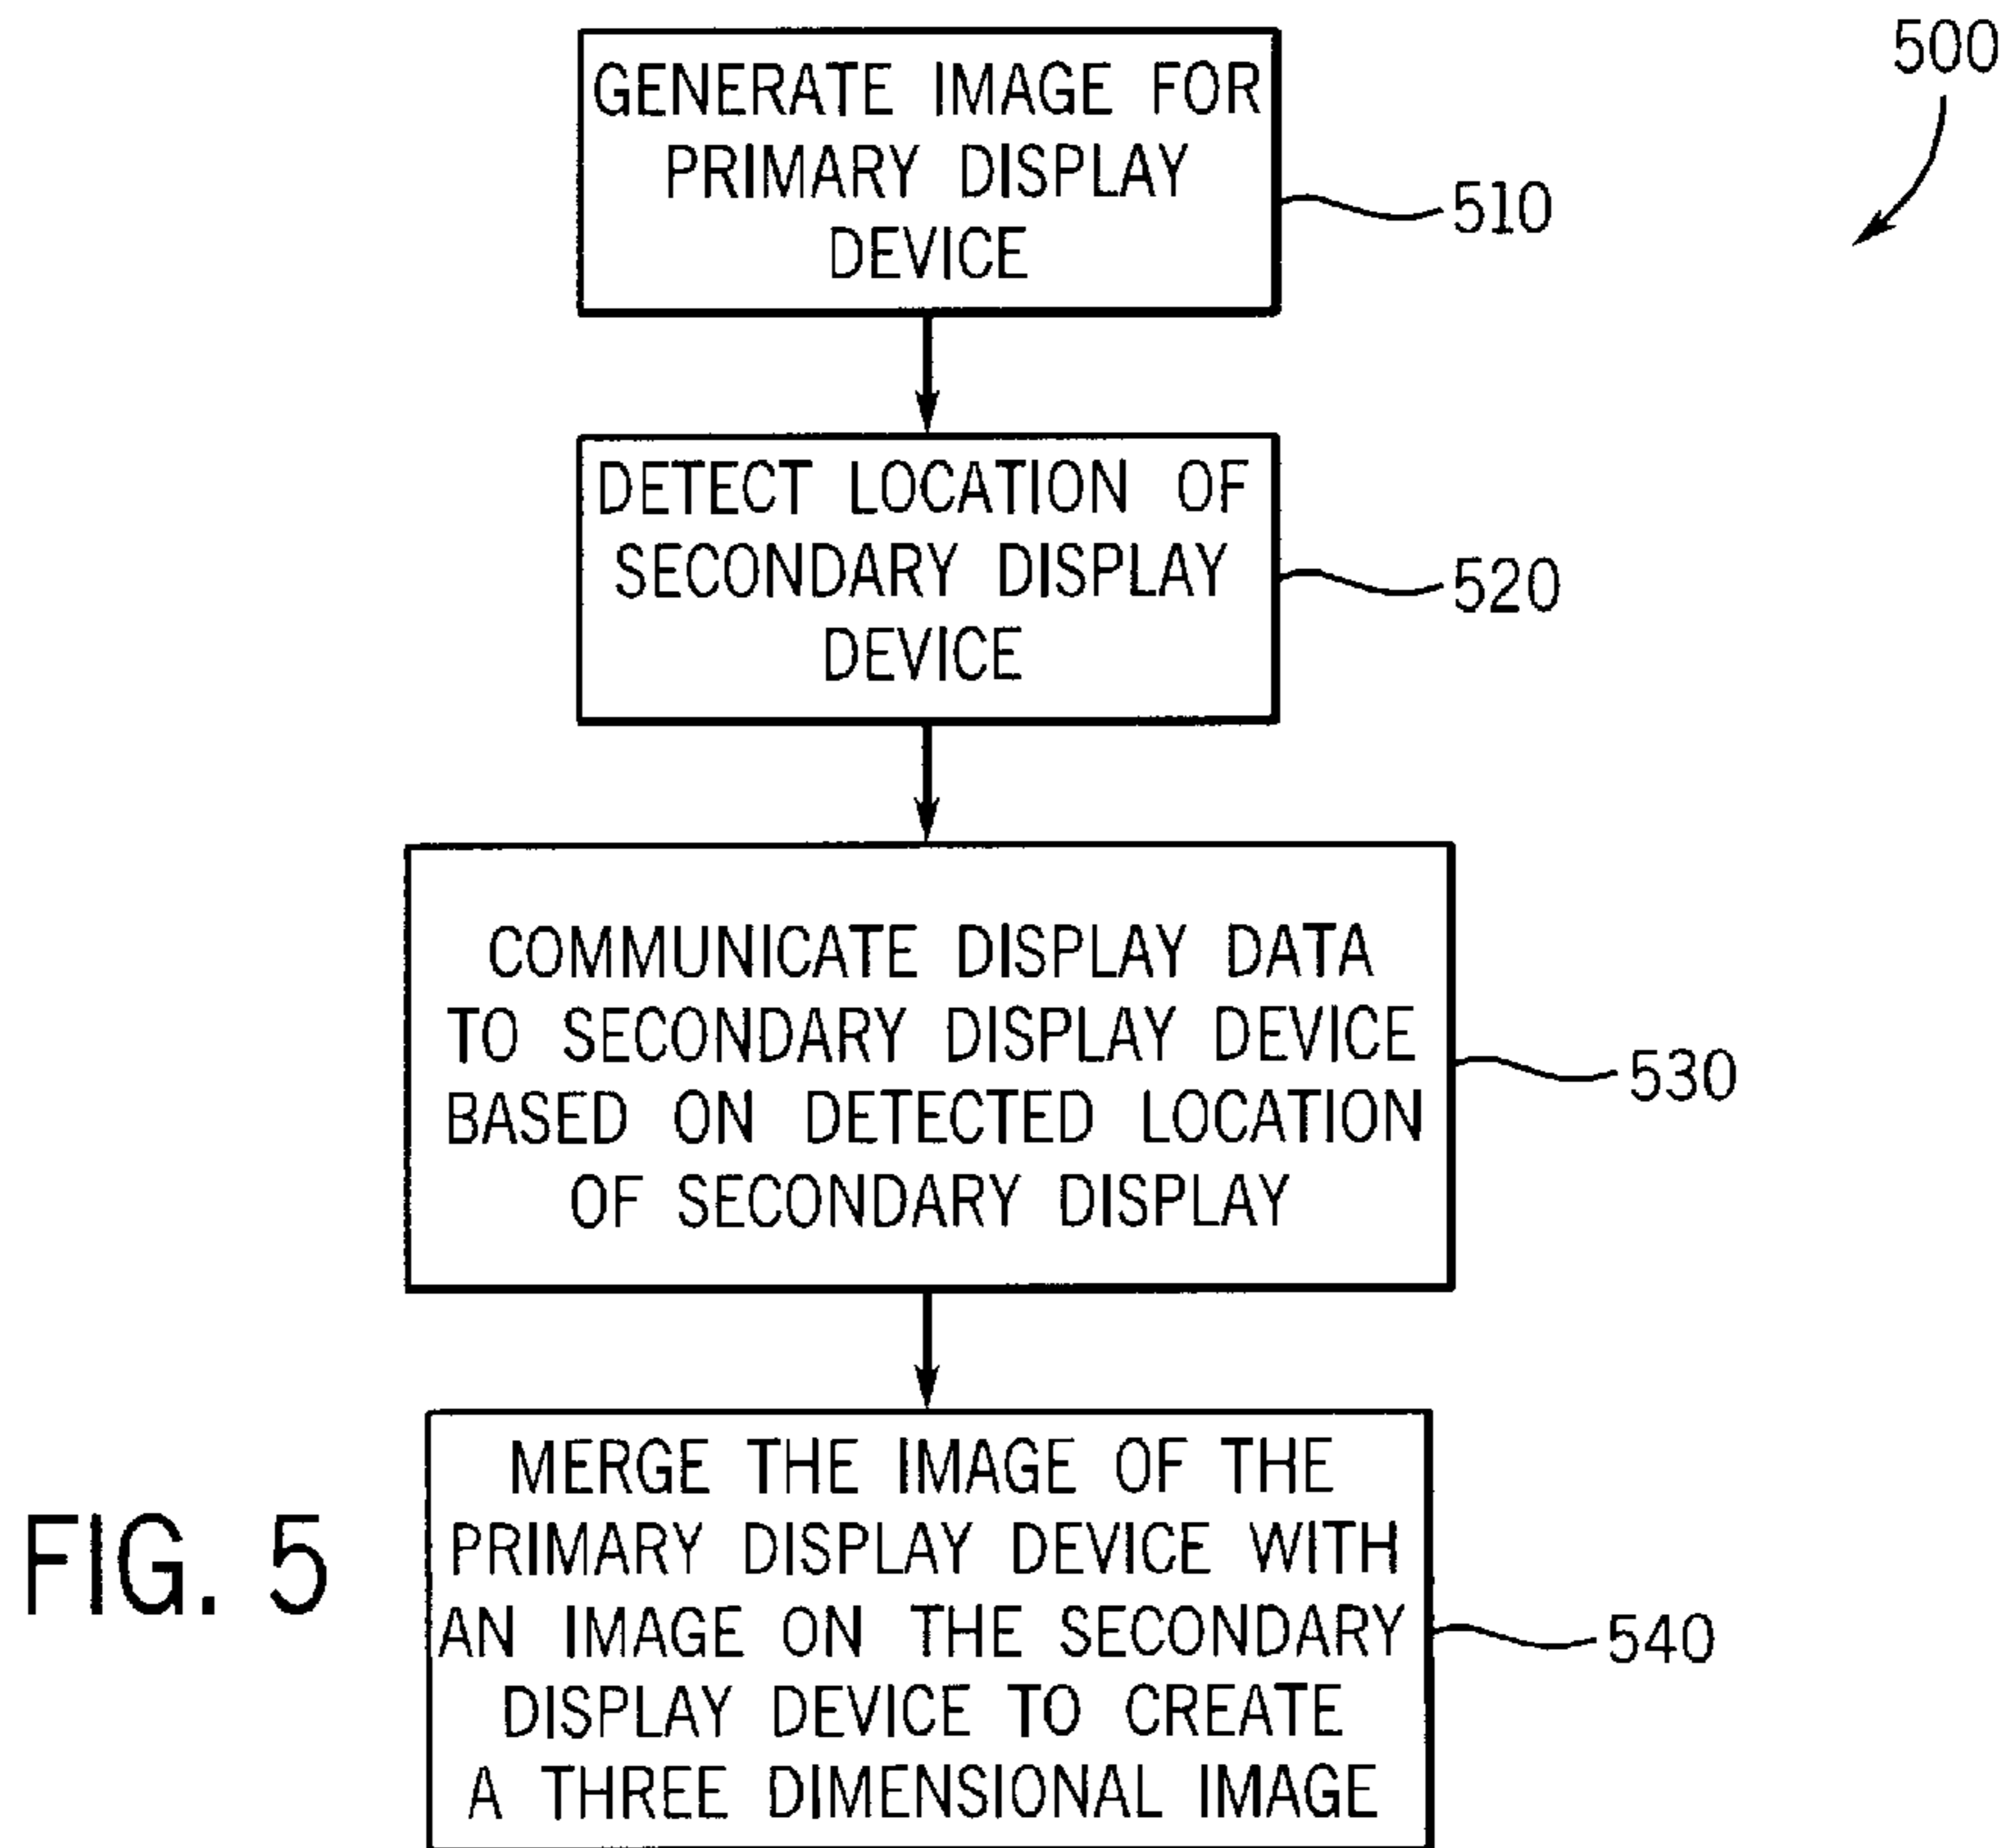 500
GENERATE IMAGE FOR
PRIMARY DISPLAY
DEVICE
510
DETECT LOCATION OF
SECONDARY DISPLAY
DEVICE
520
COMMUNICATE DISPLAY DATA
TO SECONDARY DISPLAY DEVICE
BASED ON DETECTED LOCATION
OF SECONDARY DISPLAY
530
MERGE THE IMAGE OF THE
PRIMARY DISPLAY DEVICE WITH
AN IMAGE ON THE SECONDARY
DISPLAY DEVICE TO CREATE
A THREE DIMENSIONAL IMAGE
540
FIG. 5